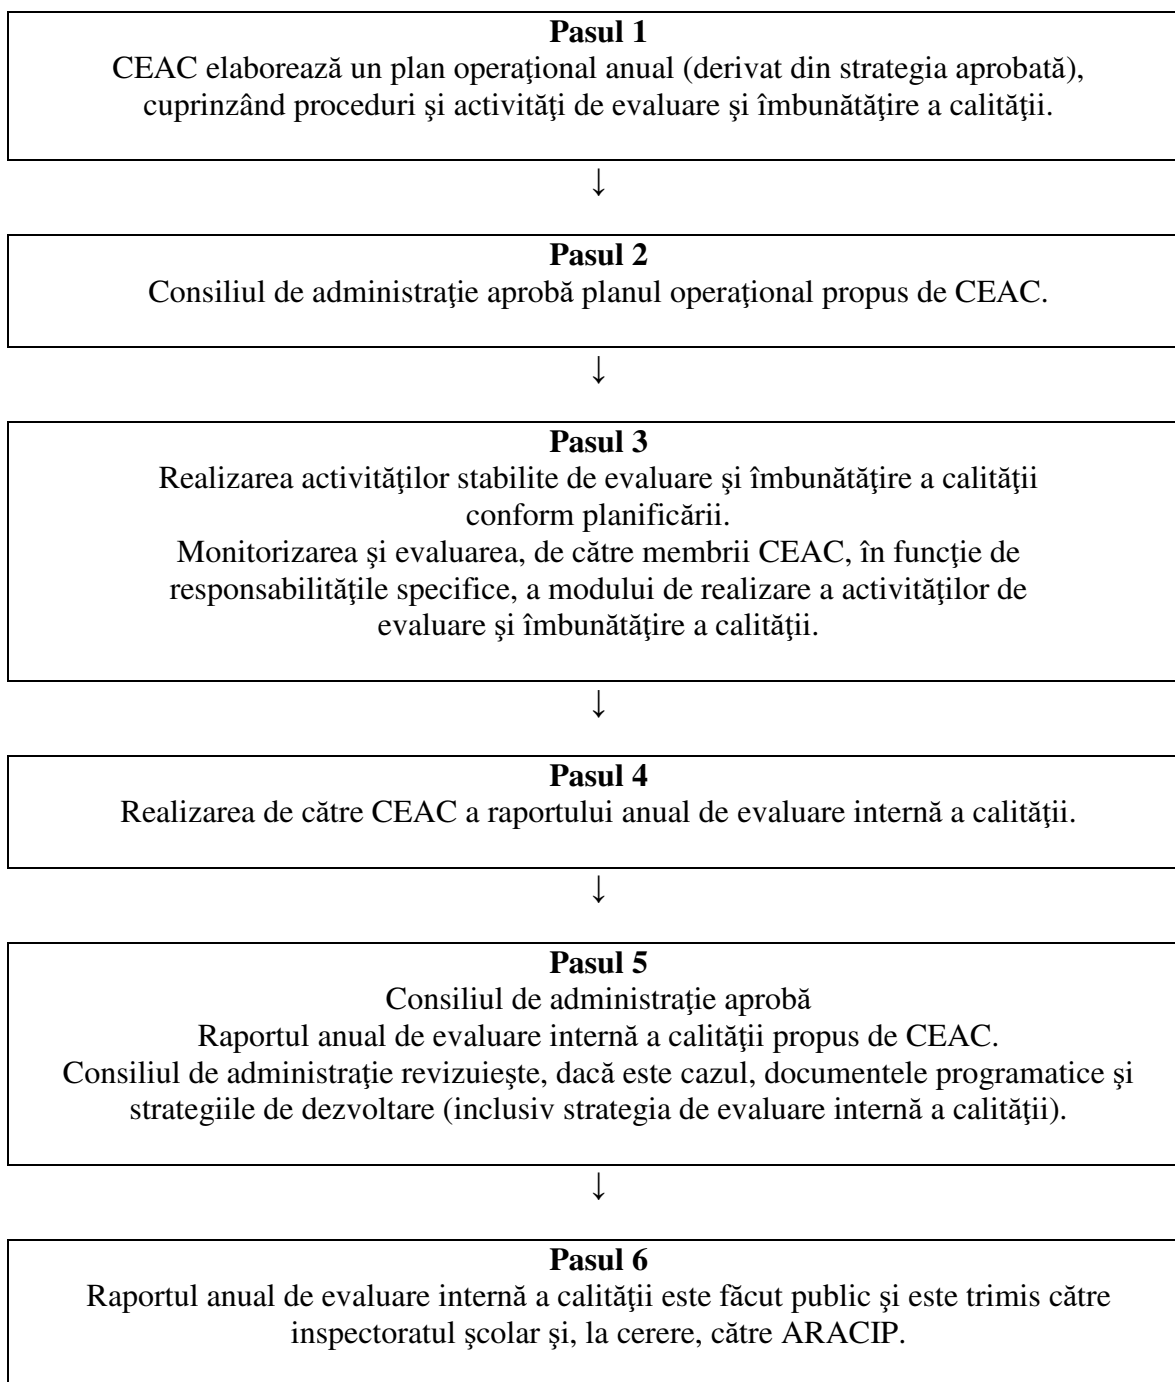 Pasul 1
CEAC elaborează un plan operaţional anual (derivat din strategia aprobată),
cuprinzând proceduri şi activităţi de evaluare şi îmbunătăţire a calităţii.
↓
Pasul 2
Consiliul de administraţie aprobă planul operaţional propus de CEAC.
↓
Pasul 3
Realizarea activităţilor stabilite de evaluare şi îmbunătăţire a calităţii
conform planificării.
Monitorizarea şi evaluarea, de către membrii CEAC, în funcţie de
responsabilităţile specifice, a modului de realizare a activităţilor de
evaluare şi îmbunătăţire a calităţii.
↓
Pasul 4
Realizarea de către CEAC a raportului anual de evaluare internă a calităţii.
↓
Pasul 5
Consiliul de administraţie aprobă
Raportul anual de evaluare internă a calităţii propus de CEAC.
Consiliul de administraţie revizuieşte, dacă este cazul, documentele programatice şi
strategiile de dezvoltare (inclusiv strategia de evaluare internă a calităţii).
↓
Pasul 6
Raportul anual de evaluare internă a calităţii este făcut public şi este trimis către
inspectoratul şcolar şi, la cerere, către ARACIP.